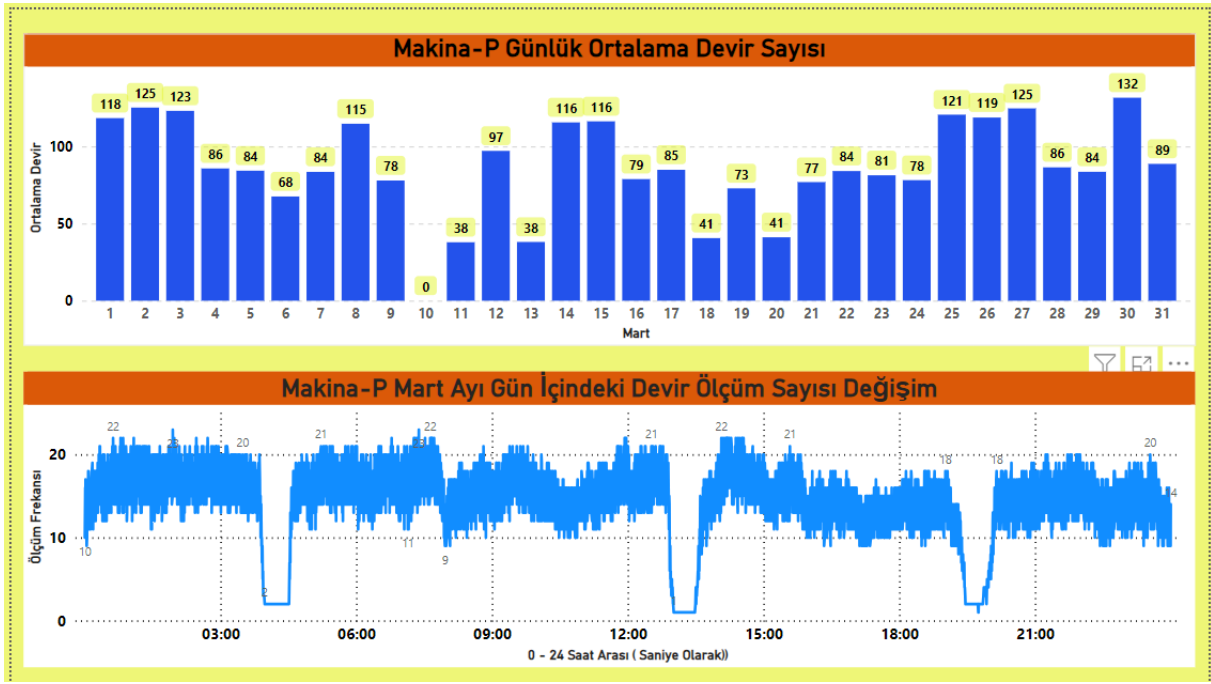 Makina-P Günlük Ortalama Devir Sayısı
Ortalama Devir
100
50
0
118 125 123 86 84 68 84 115 78 0 38 97 38 116 116 79 85 41 73 41 77 84 81 78 121 119 125 86 84 132 89
1 2 3 4 5 6 7 8 9 10 11 12 13 14 15 16 17 18 19 20 21 22 23 24 25 26 27 28 29 30 31
Mart
Makina-P Mart Ayı Gün İçindeki Devir Ölçüm Sayısı Değişim
Ölçüm Frekansı
20
10
0
10 22 20 2 21 11 22 9 21 22 21 18 18 20
03:00 06:00 09:00 12:00 15:00 18:00 21:00
0 - 24 Saat Arası ( Saniye Olarak))